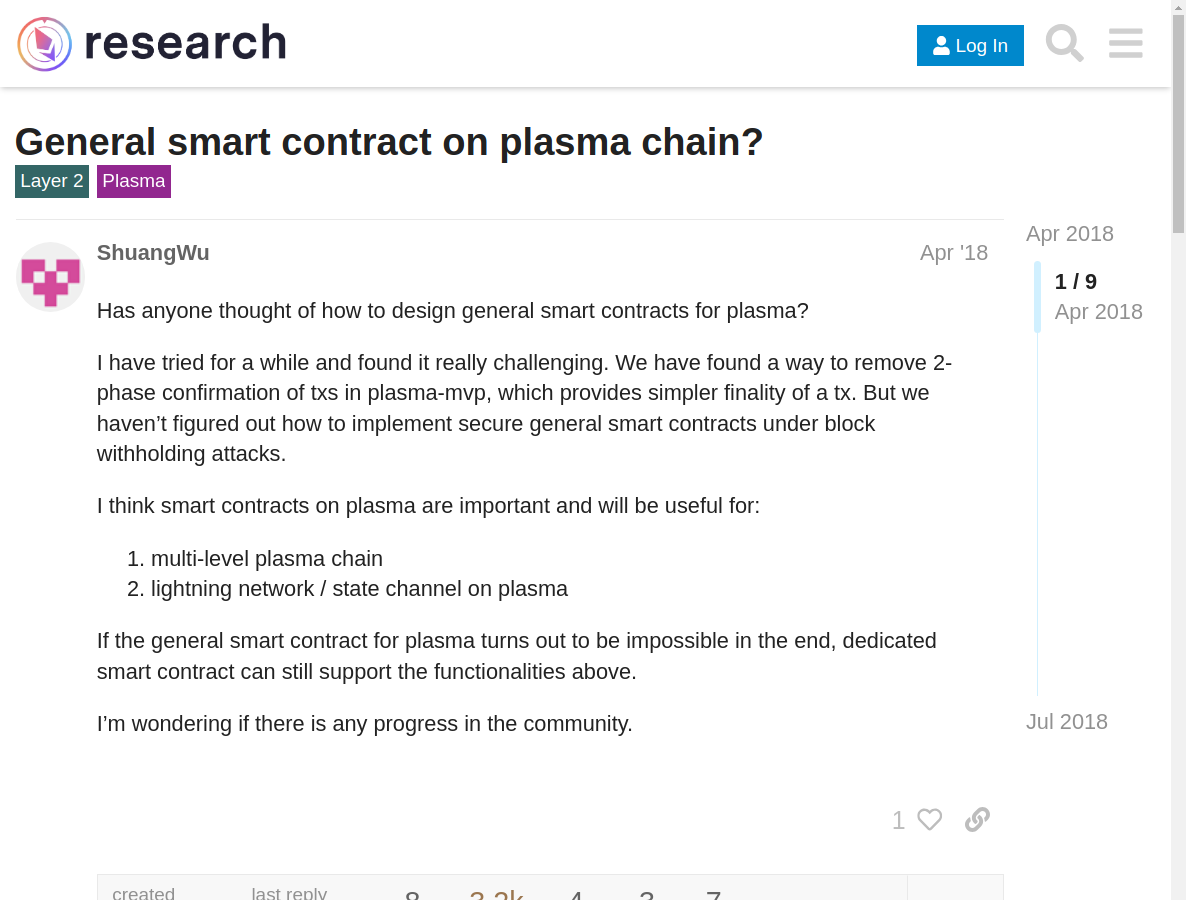 research
Log In
General smart contract on plasma chain?
Layer 2 Plasma
ShuangWu
Apr '18
Has anyone thought of how to design general smart contracts for plasma?
I have tried for a while and found it really challenging. We have found a way to remove 2-
phase confirmation of txs in plasma-mvp, which provides simpler finality of a tx. But we
haven’t figured out how to implement secure general smart contracts under block
withholding attacks.
I think smart contracts on plasma are important and will be useful for:
1. multi-level plasma chain
2. lightning network / state channel on plasma
If the general smart contract for plasma turns out to be impossible in the end, dedicated
smart contract can still support the functionalities above.
I’m wondering if there is any progress in the community.
1
Apr 2018
1 / 9
Apr 2018
Jul 2018
created last reply 8 3.2k 4 3 7